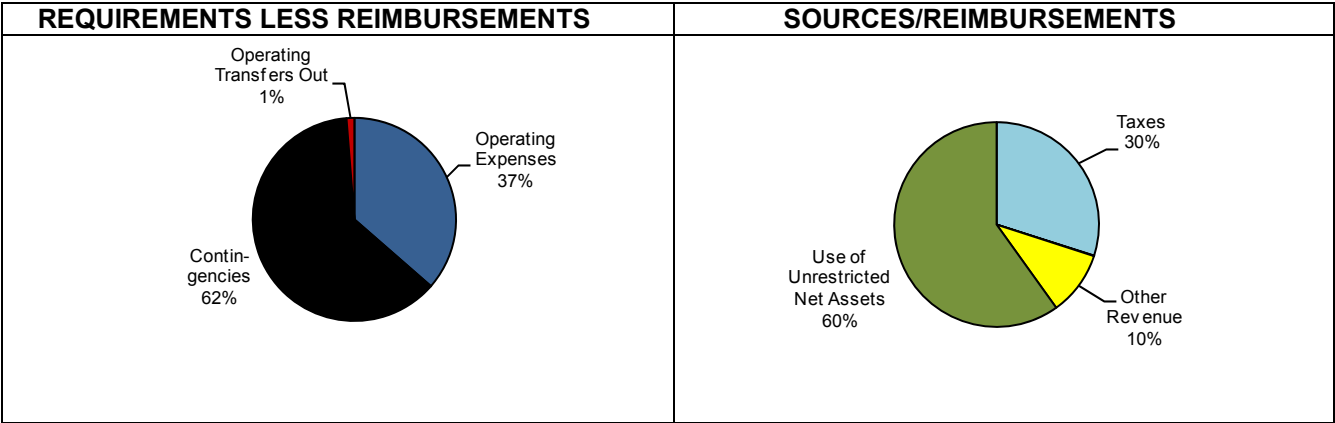 REQUIREMENTS LESS REIMBURSEMENTS
Operating
Transfers Out
1%
Operating
Expenses
37%
Contin-
gencies
62%
SOURCES/REIMBURSEMENTS
Taxes
30%
Use of
Unrestricted
Net Assets
60%
Other
Revenue
10%